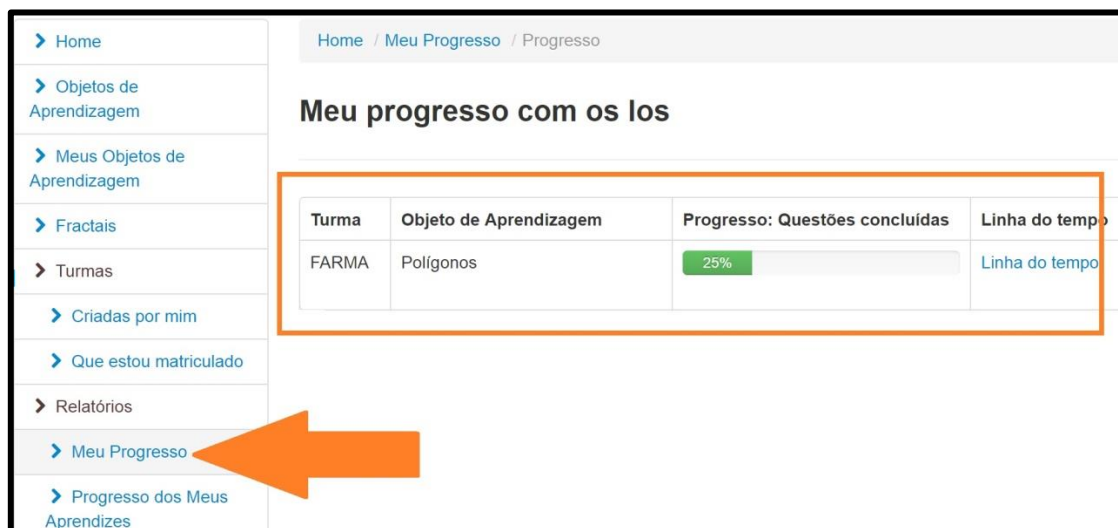 Home
Objetos de
Aprendizagem
Meus Objetos de
Aprendizagem
Fractais
Turmas
Criadas por mim
Que estou matriculado
Relatórios
Meu Progresso
Progresso dos Meus
Aprendizes
Home / Meu Progresso / Progresso
Meu progresso com os los
Turma Objeto de Aprendizagem Progresso: Questões concluídas Linha do tempo
FARMA Polígonos 25% Linha do tempo